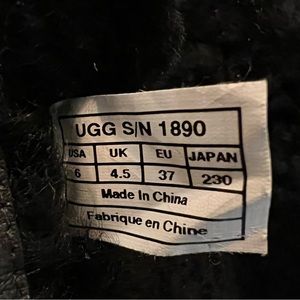 UGG S/N 1890
USA UK EU JAPAN
6 4.5 37 230
Made In China
Fabrique en Chine